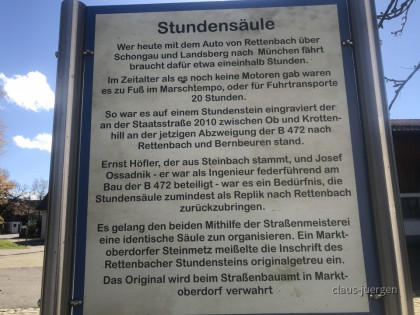 Stundensäule
Wer heute mit dem Auto von Rettenbach über
Schongau und Landsberg nach München fährt
braucht dafür etwa eineinhalb Stunden.
Im Zeitalter als es noch keine Motoren gab waren
es zu Fuß im Marschtempo, oder für Fuhrtransporte
20 Stunden.
So war es auf einem Stundenstein eingraviert der
an der Staatsstraße 2010 zwischen Ob und Krotten-
hill an der jetzigen Abzweigung der B 472 nach
Rettenbach und Bernbeuren stand.
Ernst Höfler, der aus Steinbach stammt, und Josef
Ossadnik - er war als Ingenieur federführend am
Bau der B 472 beteiligt - war es ein Bedürfnis, die
Stundensäule zumindest als Replik nach Rettenbach
zurückzubringen.
Es gelang den beiden Mithilfe der Straßenmeisterei
eine identische Säule zun organisieren. Ein Markt-
oberdorfer Steinmetz meißelte die Inschrift des
Rettenbacher Stundensteins originalgetreu ein.
Das Original wird beim Straßenbauamt in Markt-
oberdorf verwahrt
claus-juergen
claus-juergen